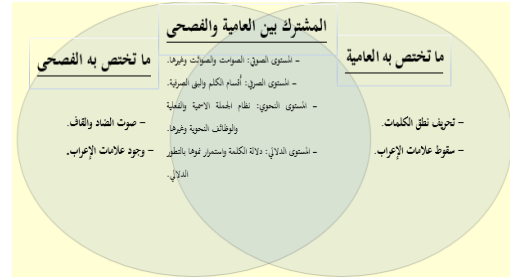 المشترك بين العامية والفصحى
ما تختص به العامية
ما تختص به الفصحى
- المستوى الصوتي: الصوامت والصوائت وغيرها.
- المستوى الصرفي: أقسام الكلم والبنى الصرفية.
- المستوى النحوي: نظام الجملة الاسمية والفعلية
والوظائف النحوية وغيرها.
- المستوى الدلالي: دلالة الكلمة واستمرار نموها بالتطور
الدلالي.
- تحريف نطق الكلمات.
- سقوط علامات الإعراب.
- صوت الضاد والقاف.
- وجود علامات الإعراب.